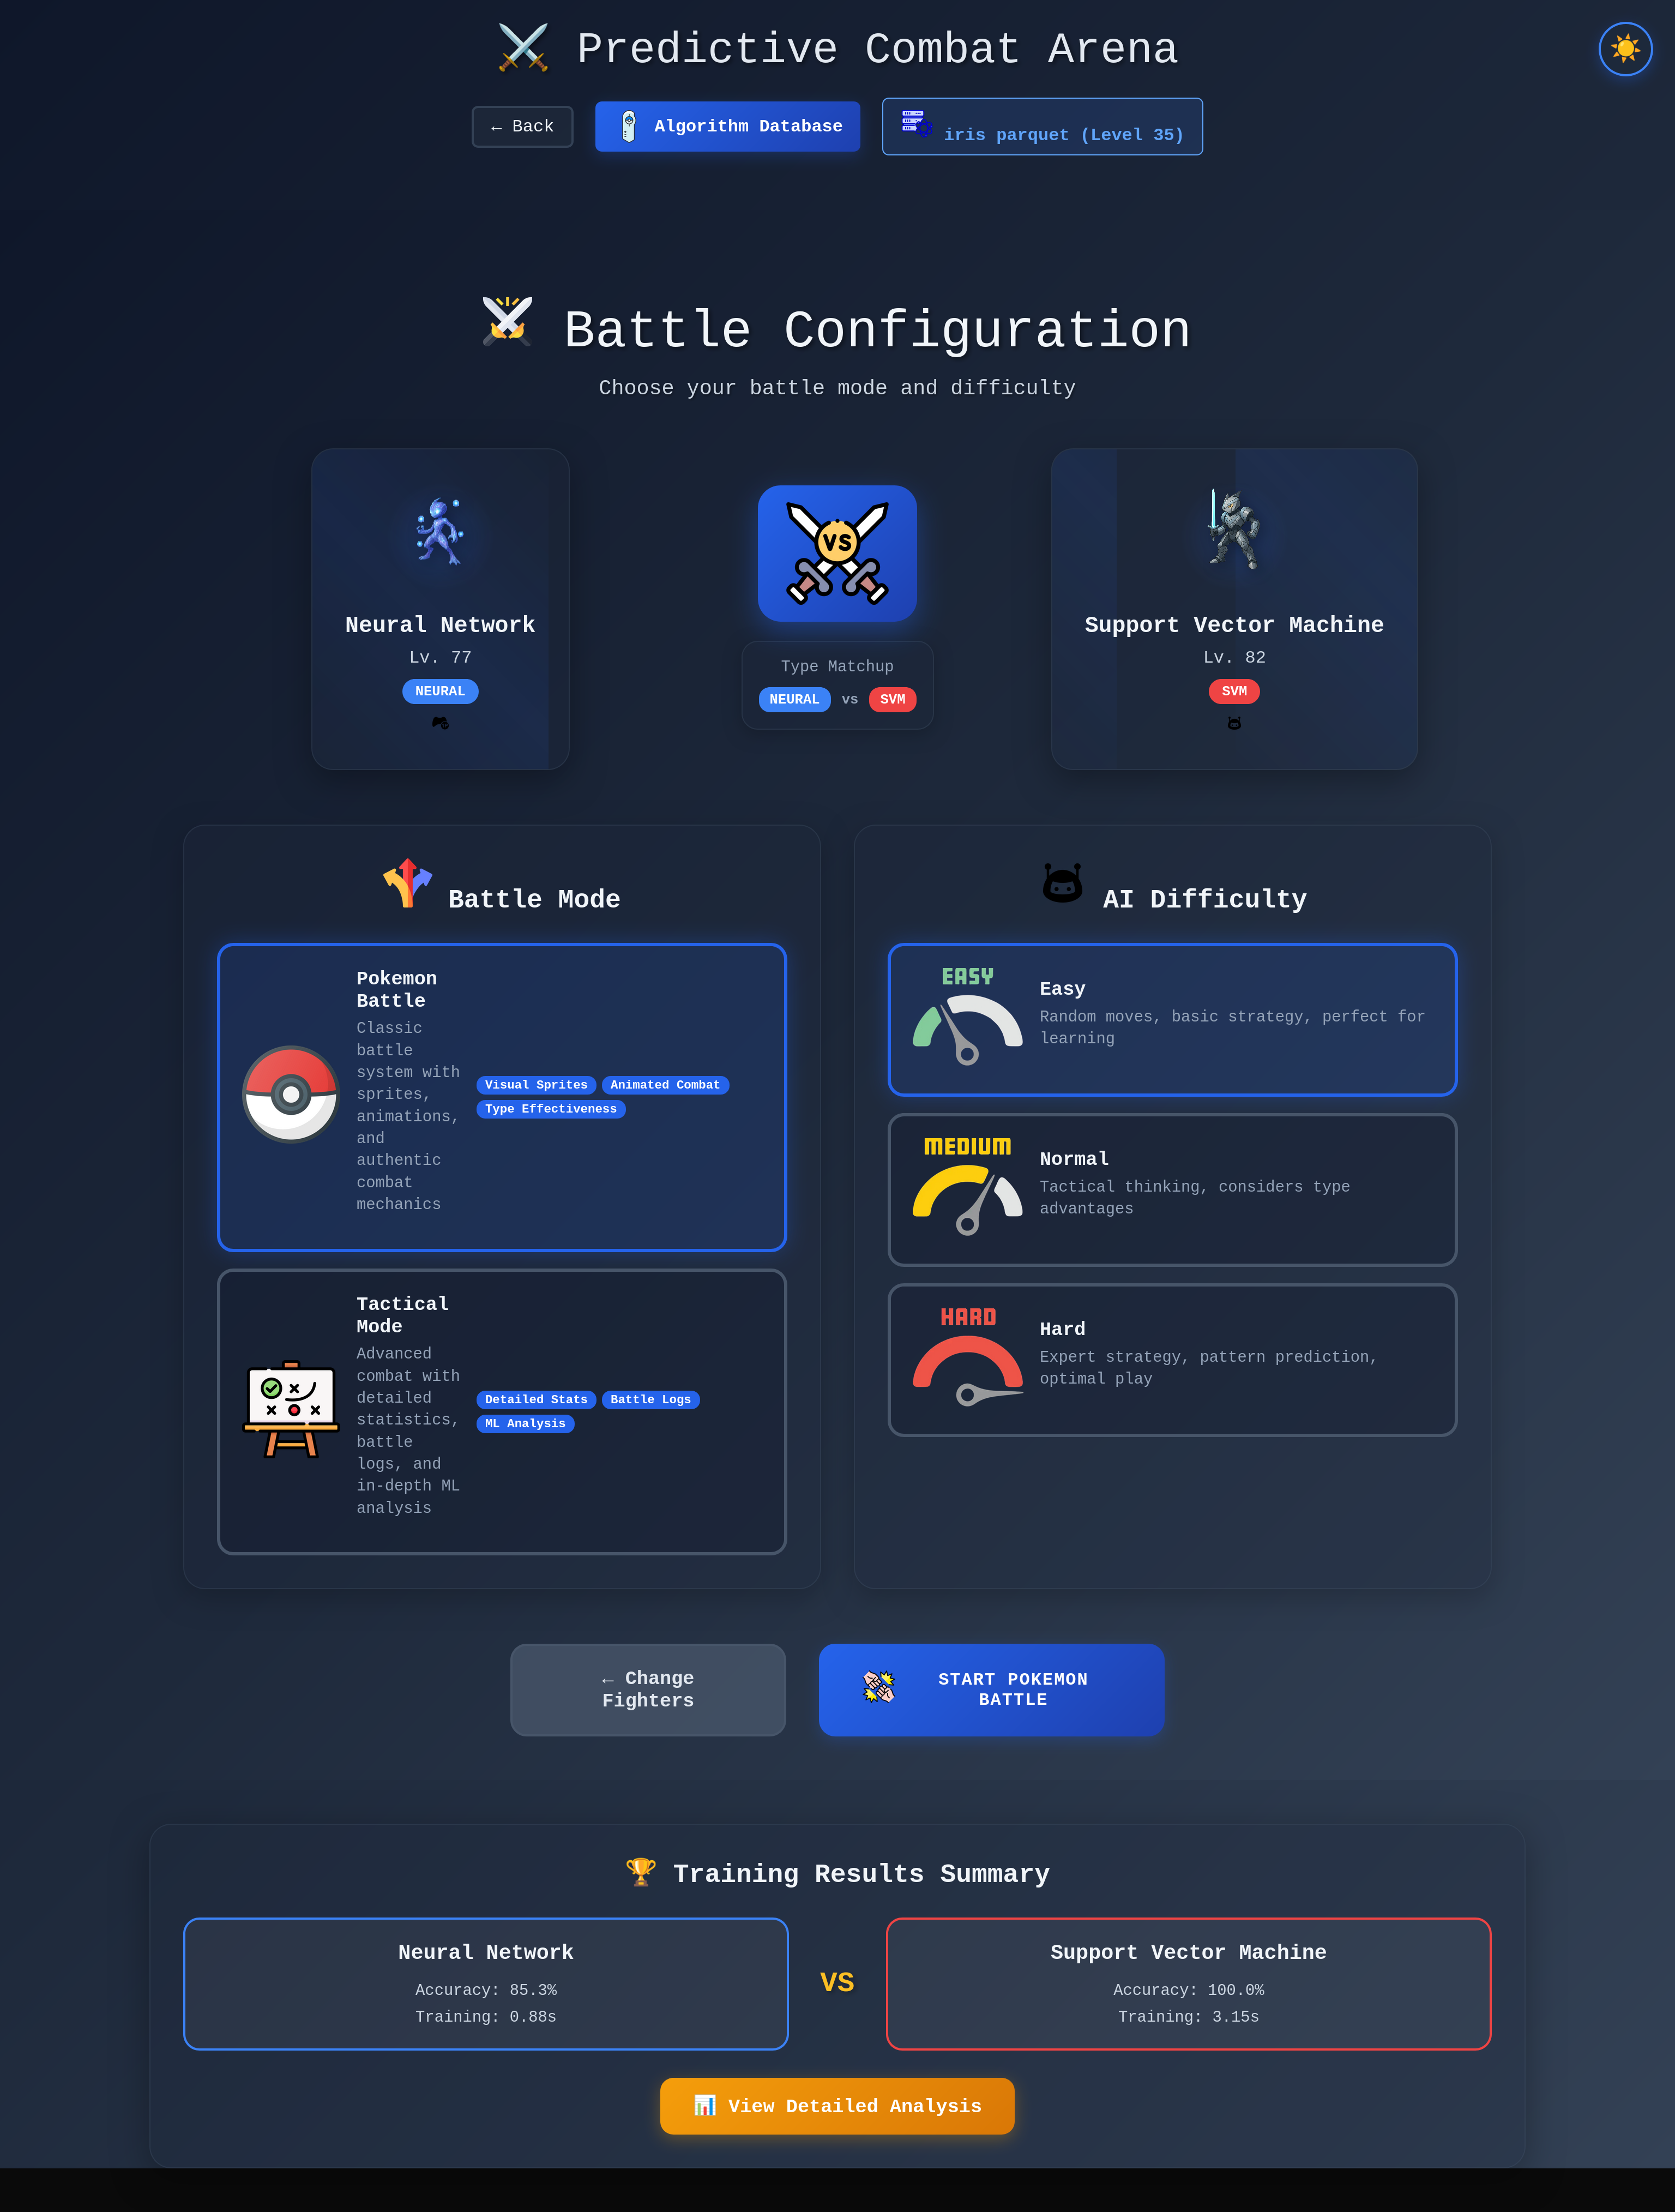 Predictive Combat Arena
← Back
Algorithm Database
iris parquet (Level 35)
Battle Configuration
Choose your battle mode and difficulty
Neural Network
Lv. 77
NEURAL
VS
Type Matchup
NEURAL vs SVM
Support Vector Machine
Lv. 82
SVM
Battle Mode
Pokemon
Battle
Classic
battle
system with
sprites,
animations,
and
authentic
combat
mechanics
Visual Sprites Animated Combat
Type Effectiveness
Tactical
Mode
Advanced
combat with
detailed
statistics,
battle
logs, and
in-depth ML
analysis
Detailed Stats Battle Logs
ML Analysis
AI Difficulty
EASY
Easy
Random moves, basic strategy, perfect for
learning
MEDIUM
Normal
Tactical thinking, considers type
advantages
HARD
Hard
Expert strategy, pattern prediction,
optimal play
← Change
Fighters
START POKEMON
BATTLE
Training Results Summary
Neural Network
Accuracy: 85.3%
Training: 0.88s
VS
Support Vector Machine
Accuracy: 100.0%
Training: 3.15s
View Detailed Analysis